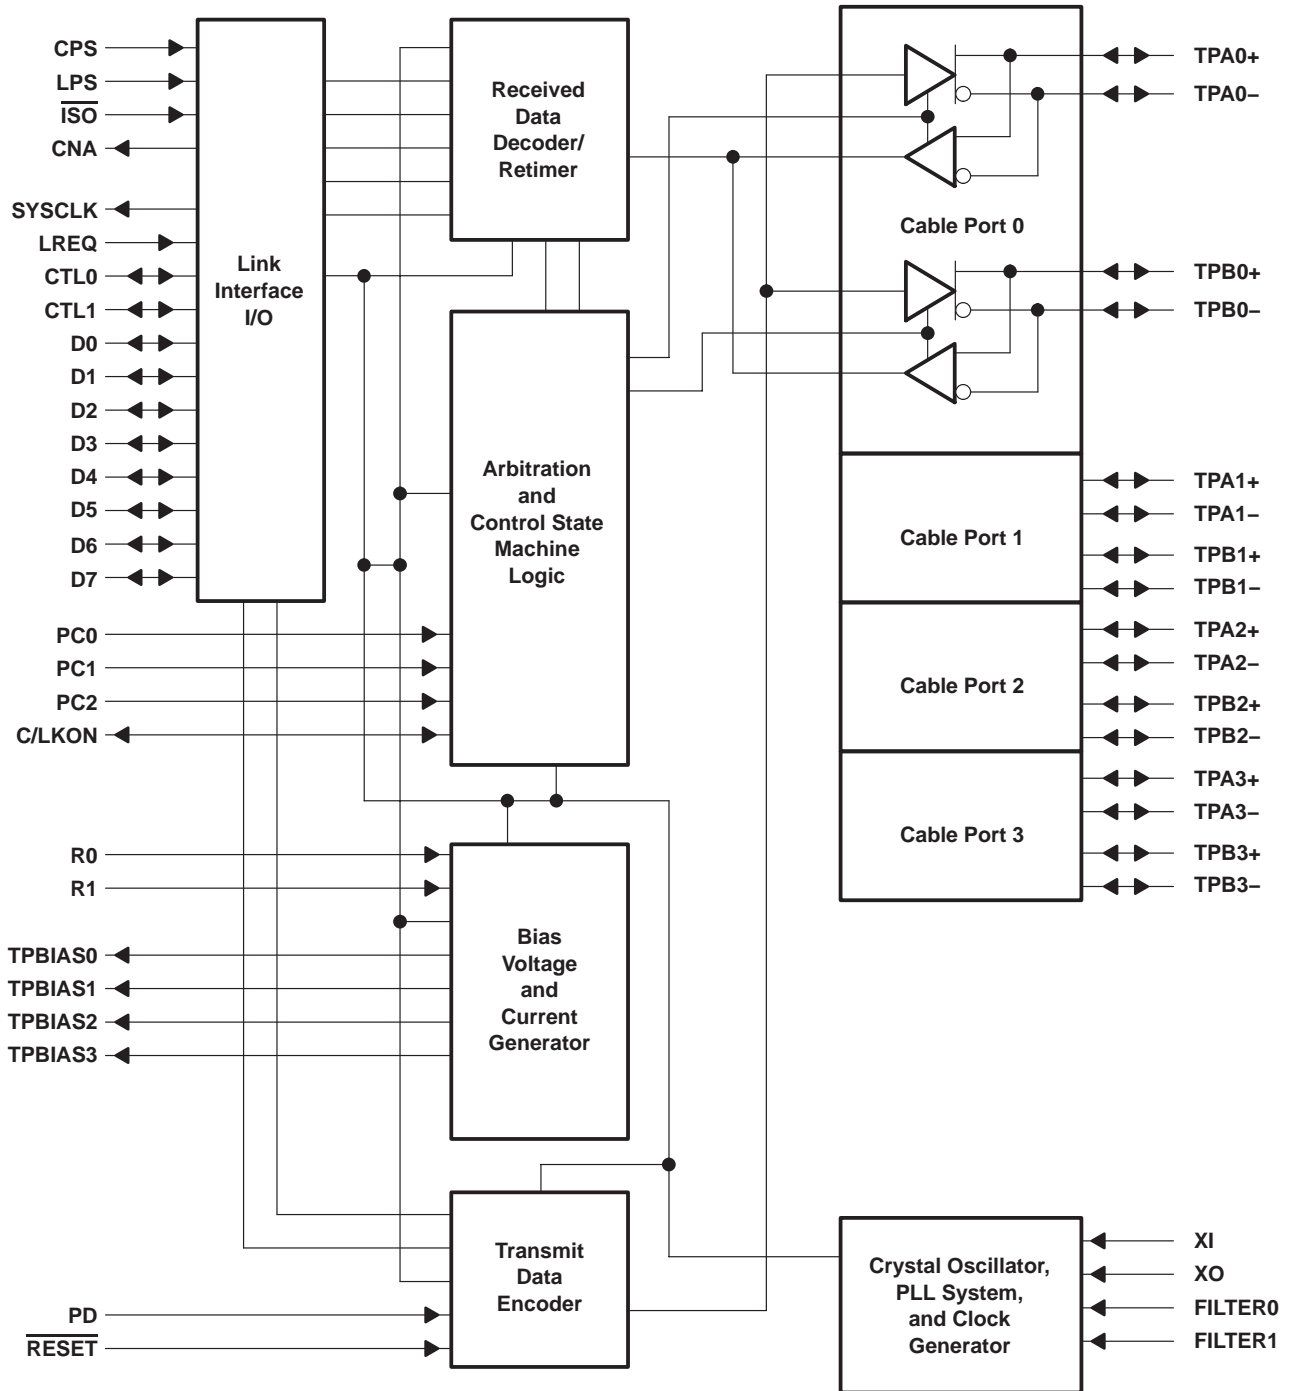 CPS
LPS
ISO
CNA
SYSCLK
LREQ
CTL0
CTL1
D0
D1
D2
D3
D4
D5
D6
D7
PC0
PC1
PC2
C/LKON
R0
R1
TPBIAS0
TPBIAS1
TPBIAS2
TPBIAS3
PD
RESET
Link
Interface
I/O
Received
Data
Decoder/
Retimer
Arbitration
and
Control State
Machine
Logic
Bias
Voltage
and
Current
Generator
Transmit
Data
Encoder
Cable Port 0
Cable Port 1
Cable Port 2
Cable Port 3
Crystal Oscillator,
PLL System,
and Clock
Generator
TPA0+
TPA0–
TPB0+
TPB0–
TPA1+
TPA1–
TPB1+
TPB1–
TPA2+
TPA2–
TPB2+
TPB2–
TPA3+
TPA3–
TPB3+
TPB3–
XI
XO
FILTER0
FILTER1